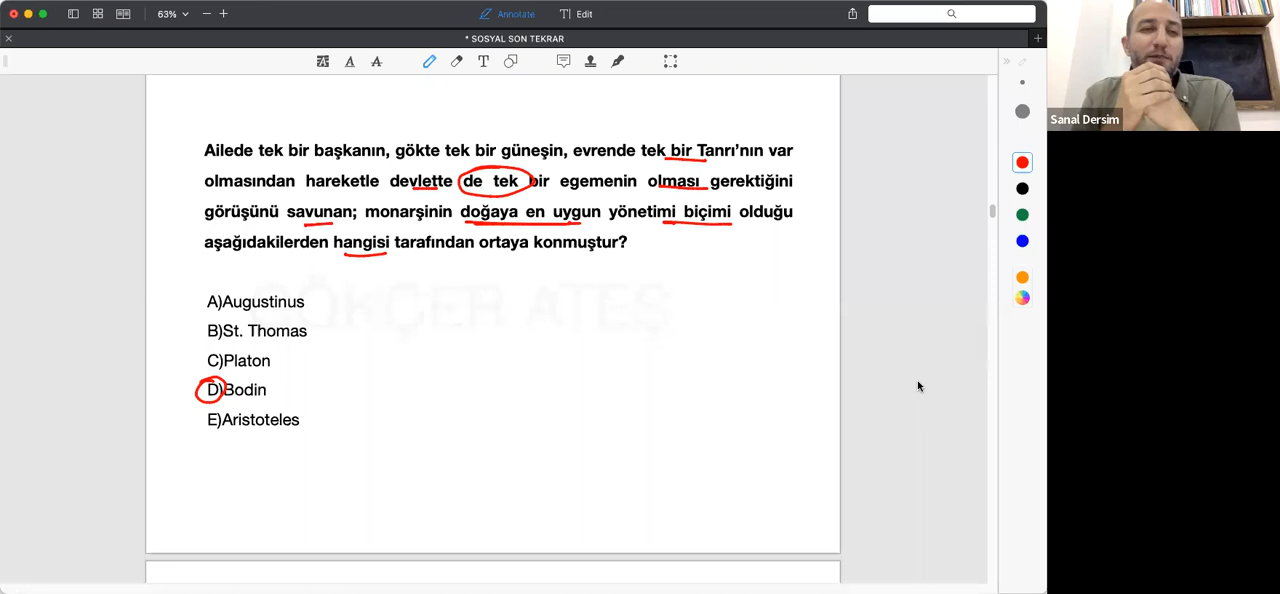 63%
Annotate
Edit
* SOSYAL SON TEKRAR
Sanal Dersim
Ailede tek bir başkanın, gökte tek bir güneşin, evrende tek bir Tanrı'nın var
olmasından hareketle devlette de tek bir egemenin olması gerektiğini
görüşünü savunan; monarşinin doğaya en uygun yönetimi biçimi olduğu
aşağıdakilerden hangisi tarafından ortaya konmuştur?
GÖKÇER ATEŞ
A)Augustinus
B)St. Thomas
C)Platon
D)Bodin
E)Aristoteles